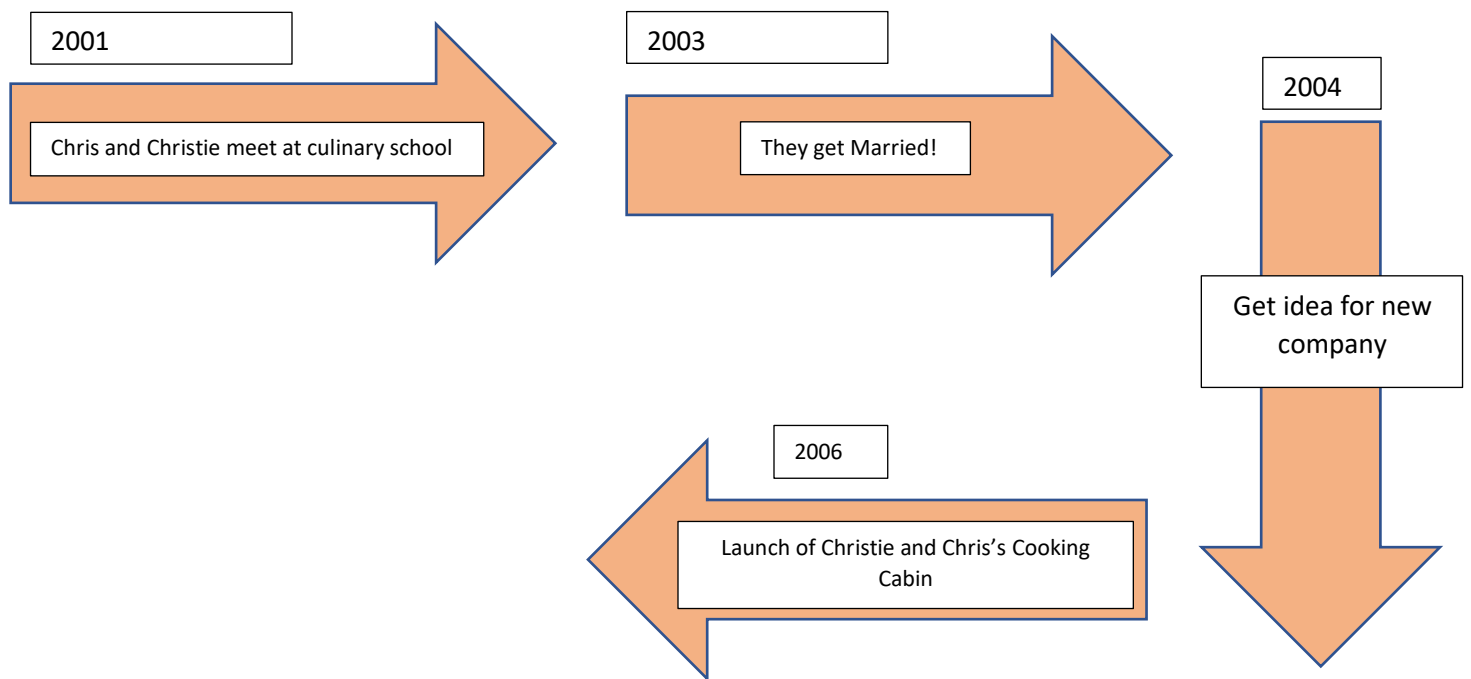 2001
Chris and Christie meet at culinary school
2003
They get Married!
2004
Get idea for new
company
2006
Launch of Christie and Chris’s Cooking
Cabin